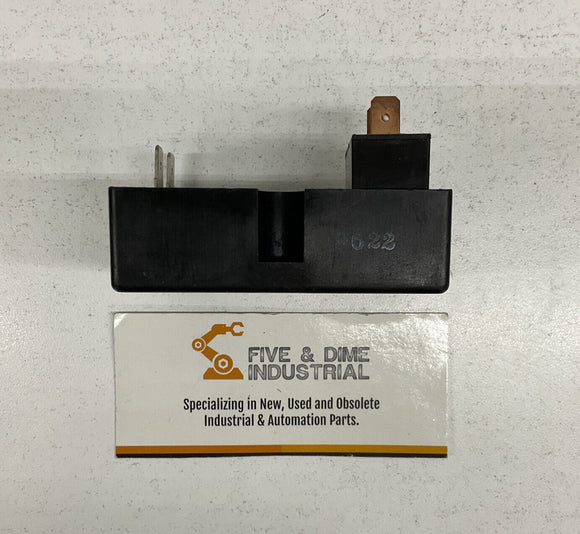 622
FIVE & DIME
INDUSTRIAL
Specializing in New, Used and Obsolete
Industrial & Automation Parts.